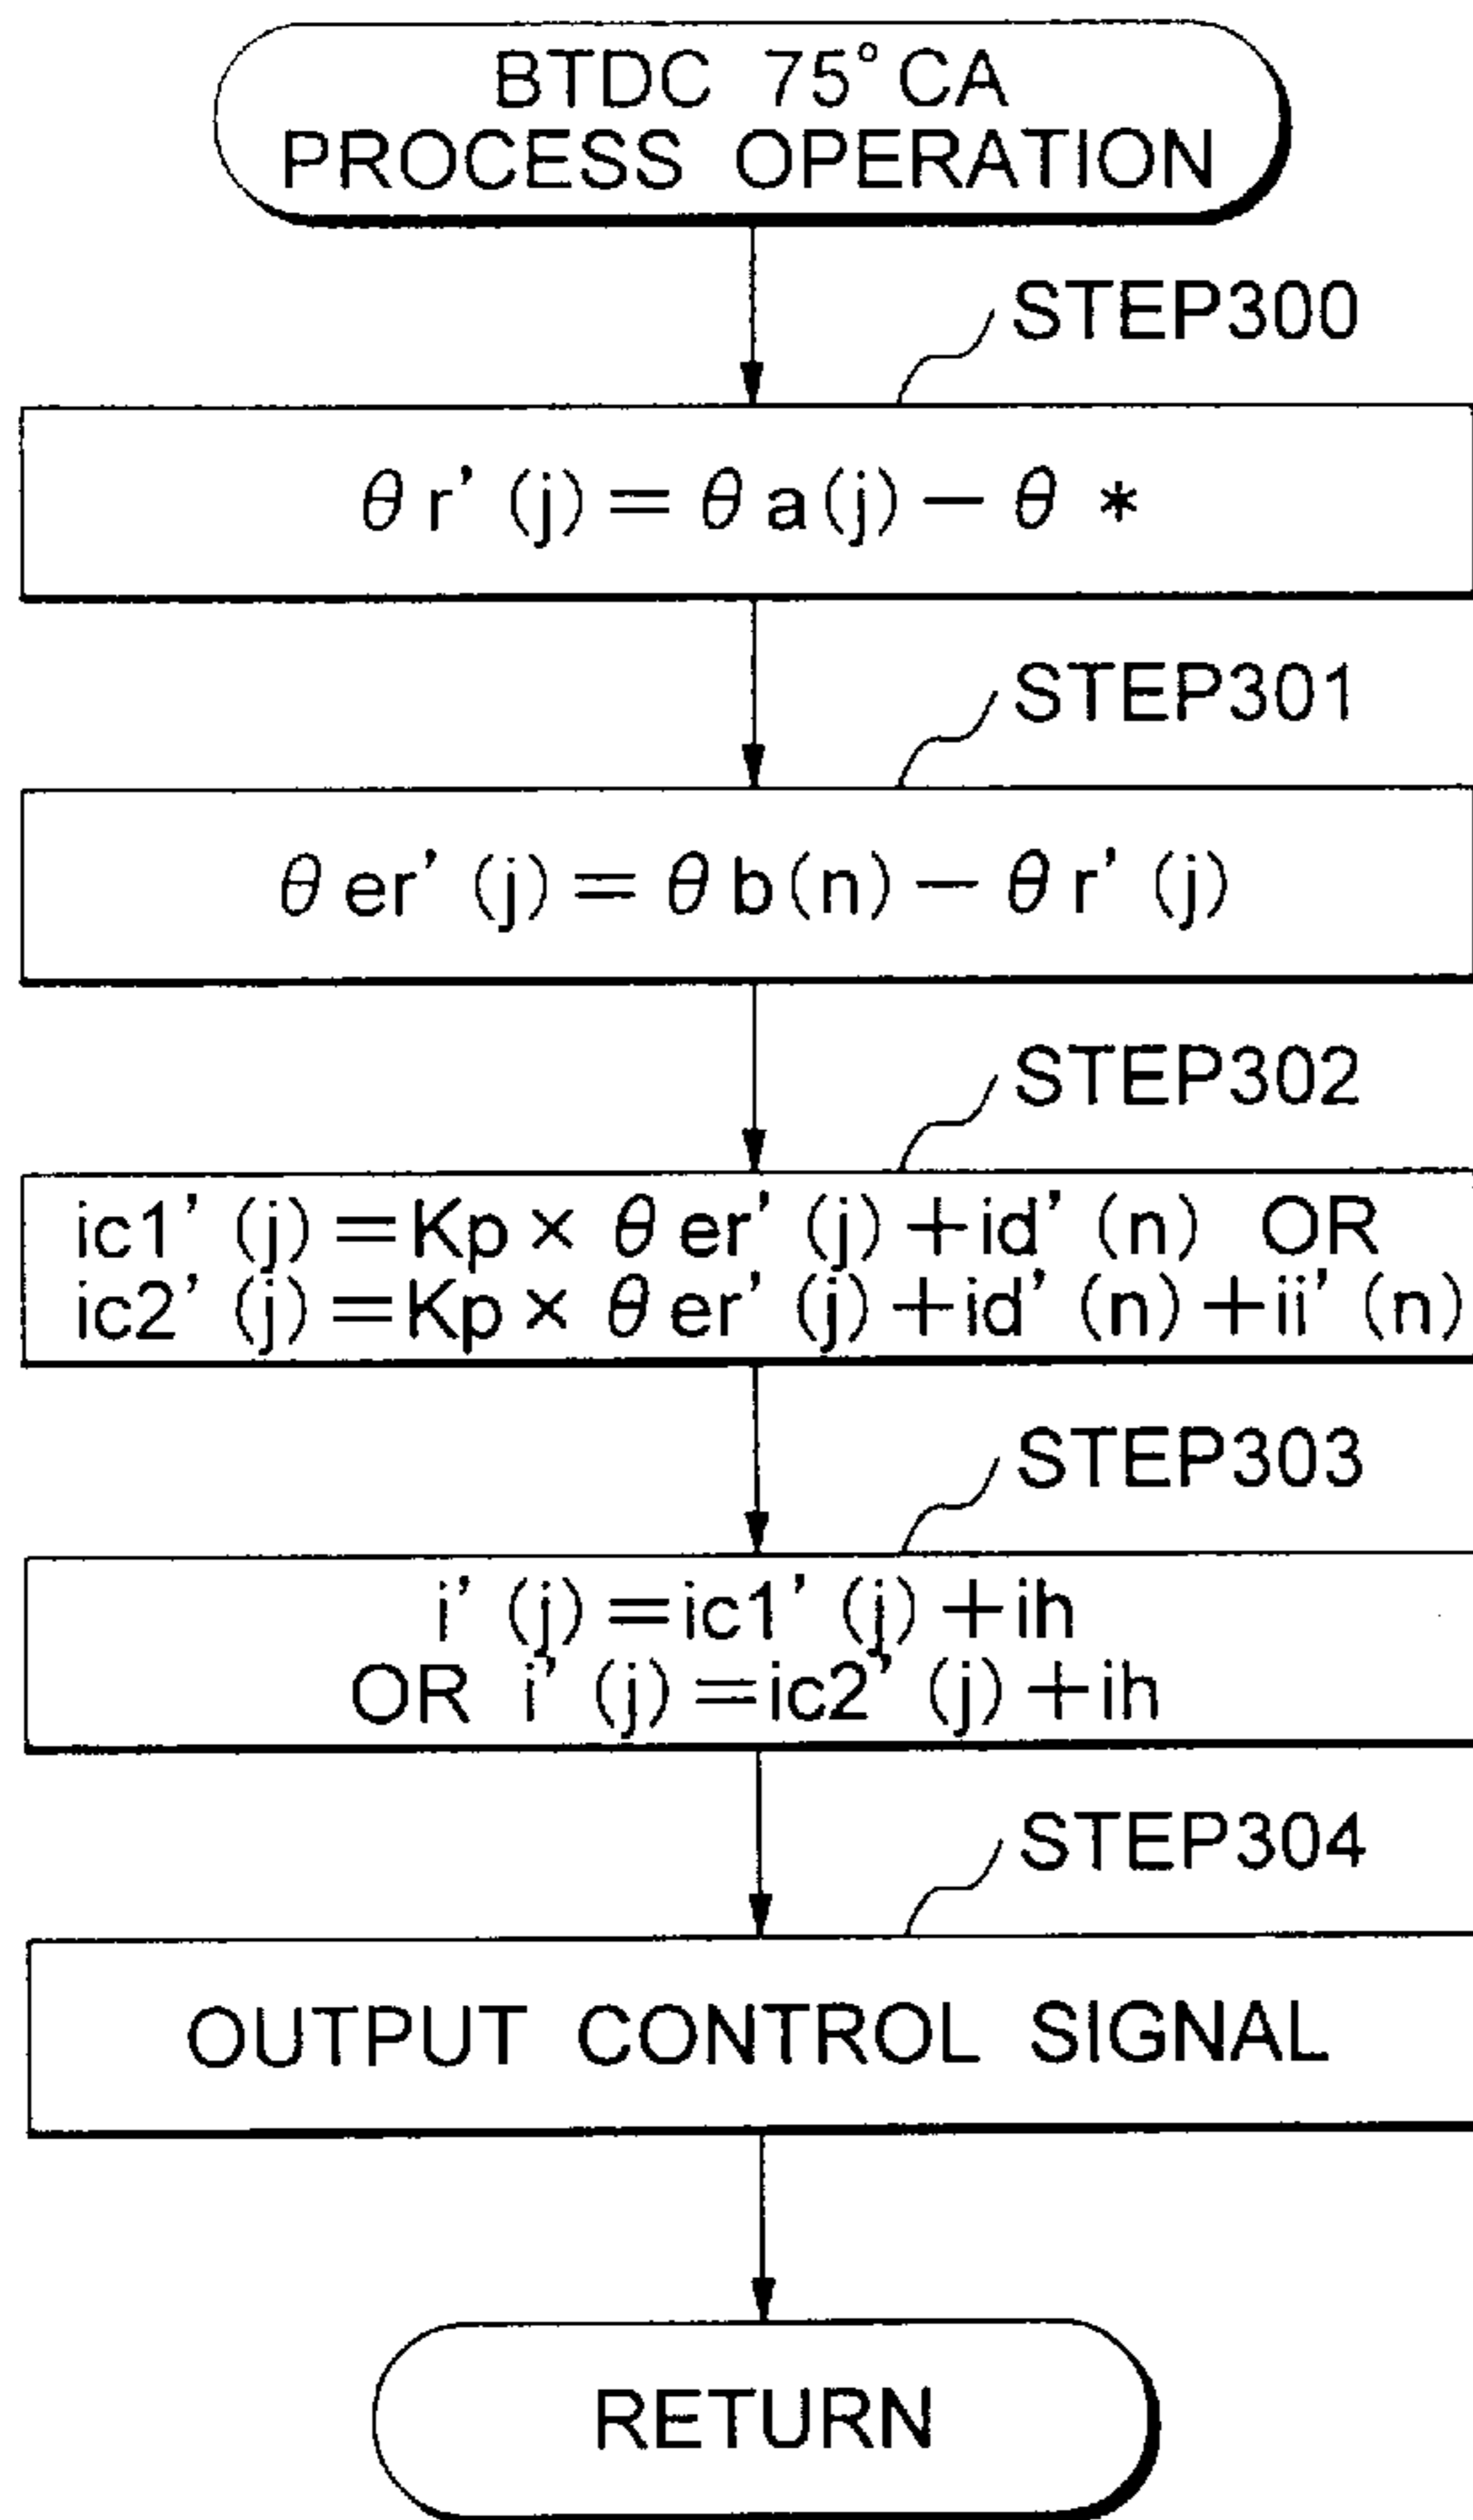 BTDC 75°CA
PROCESS OPERATION
STEP300
θr'(j)=θa(j)-θ*
STEP301
θer'(j)=θb(n)-θr'(j)
STEP302
ic1'(j)=Kp×θer'(j)+id'(n) OR
ic2'(j)=Kp×θer'(j)+id'(n)+ii'(n)
STEP303
i'(j)=ic1'(j)+ih
OR i'(j)=ic2'(j)+ih
STEP304
OUTPUT CONTROL SIGNAL
RETURN